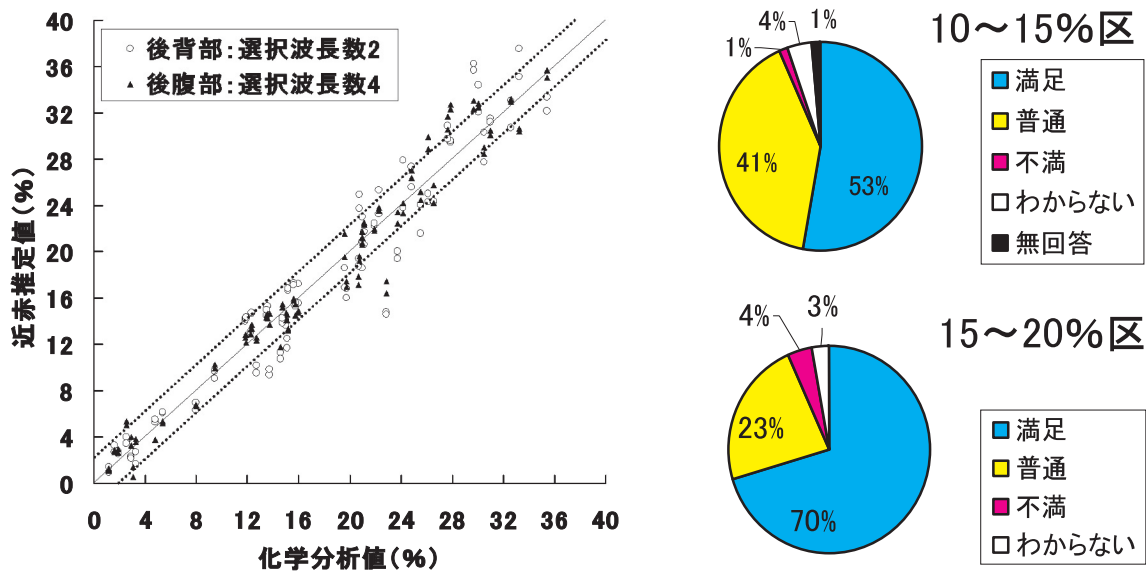 40
36
32
28
24
20
16
12
8
4
0
近赤推定値(%)
○ 後背部:選択波長数2
▲ 後腹部:選択波長数4
0 4 8 12 16 20 24 28 32 36 40
化学分析値(%)
10～15%区
1%
4%
1%
41%
53%
満足
普通
不満
わからない
無回答
15～20%区
4%
3%
23%
70%
満足
普通
不満
わからない